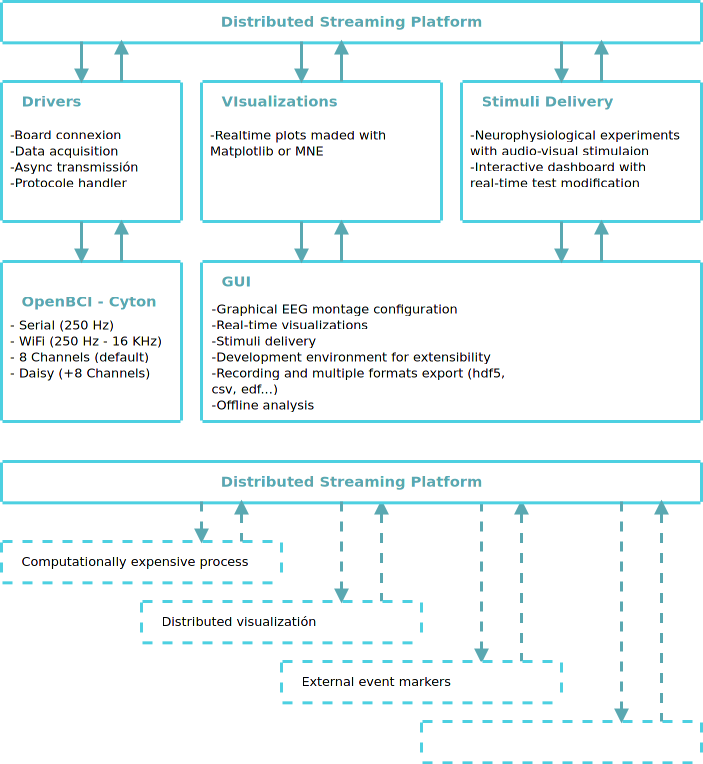 Distributed Streaming Platform
Drivers
-Board connexion
-Data acquisition
-Async transmissión
-Protocole handler
VIsualizations
-Realtime plots maded with
Matplotlib or MNE
Stimuli Delivery
-Neurophysiological experiments
with audio-visual stimulaion
-Interactive dashboard with
real-time test modification
OpenBCI - Cyton
- Serial (250 Hz)
- WiFi (250 Hz - 16 KHz)
- 8 Channels (default)
- Daisy (+8 Channels)
GUI
-Graphical EEG montage configuration
-Real-time visualizations
-Stimuli delivery
-Development environment for extensibility
-Recording and multiple formats export (hdf5,
csv, edf...)
-Offline analysis
Distributed Streaming Platform
Computationally expensive process
Distributed visualizatión
External event markers